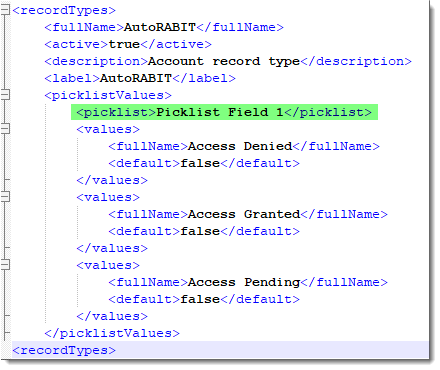 <recordTypes>
<fullName>AutoRABIT</fullName>
<active>true</active>
<description>Account record type</description>
<label>AutoRABIT</label>
<picklistValues>
<picklist>Picklist Field 1</picklist>
<values>
<fullName>Access Denied</fullName>
<default>false</default>
</values>
<values>
<fullName>Access Granted</fullName>
<default>false</default>
</values>
<values>
<fullName>Access Pending</fullName>
<default>false</default>
</values>
</picklistValues>
<recordTypes>